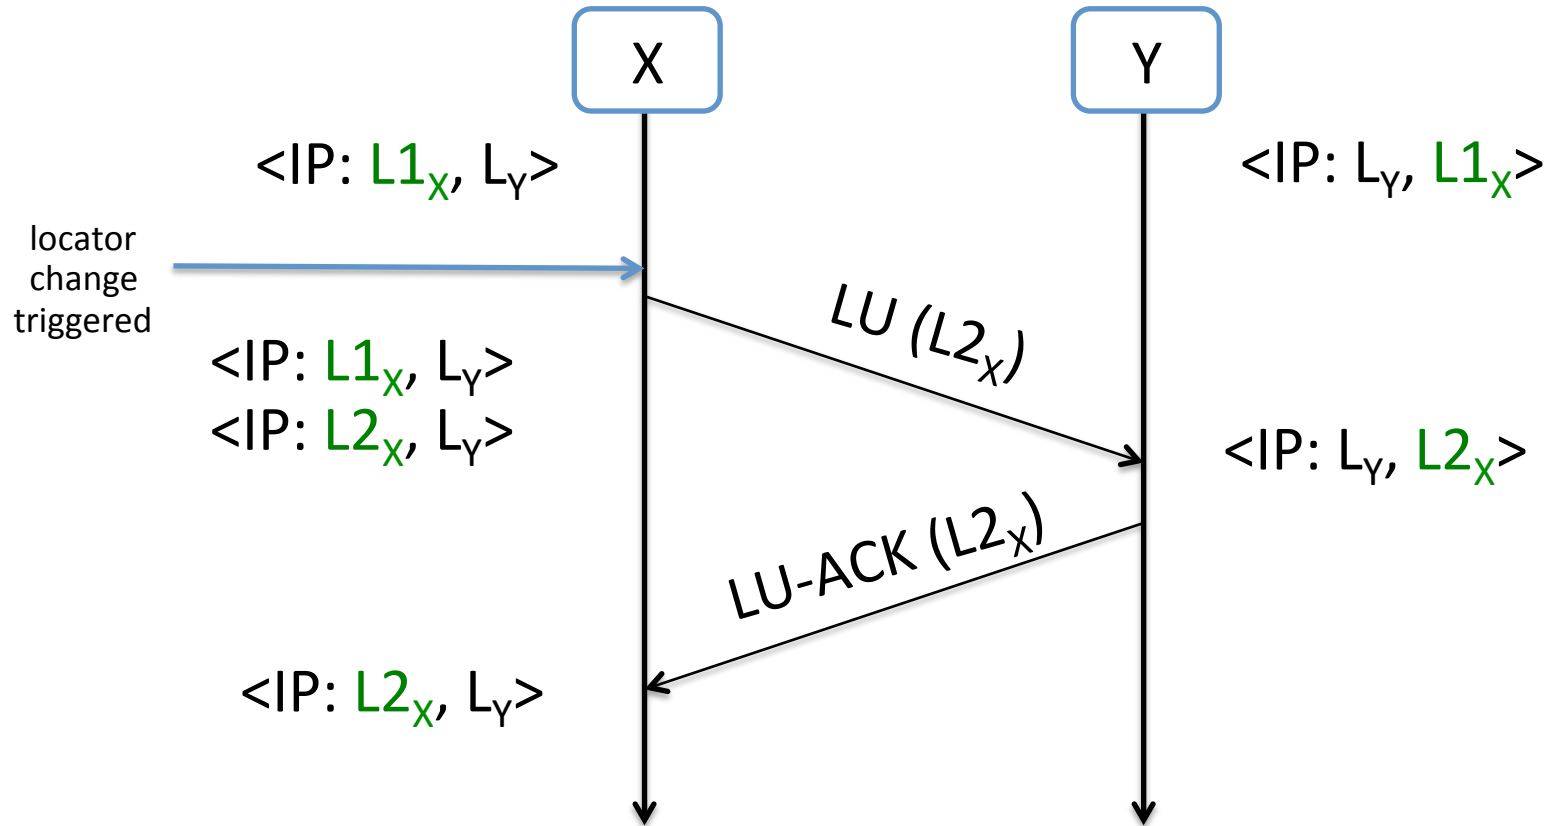 X
Y
<IP: L1X, LY>
<IP: LY, L1X>
locator
change
triggered
LU (L2X)
<IP: L1X, LY>
<IP: L2X, LY>
<IP: LY, L2X>
LU-ACK (L2X)
<IP: L2X, LY>